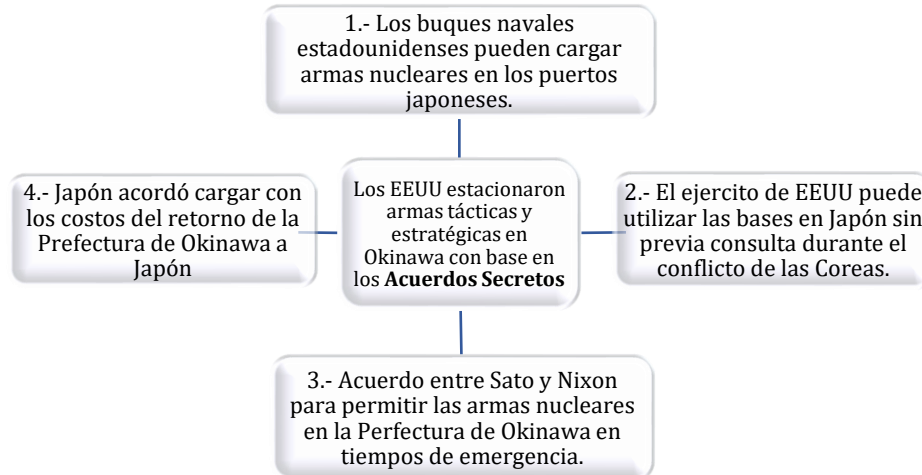 1.- Los buques navales
estadounidenses pueden cargar
armas nucleares en los puertos
japoneses.
4.- Japón acordó cargar con
los costos del retorno de la
Prefectura de Okinawa a
Japón
Los EEUU estacionaron
armas tácticas y
estratégicas en
Okinawa con base en
los Acuerdos Secretos
2.- El ejercito de EEUU puede
utilizar las bases en Japón sin
previa consulta durante el
conflicto de las Coreas.
3.- Acuerdo entre Sato y Nixon
para permitir las armas nucleares
en la Perfectura de Okinawa en
tiempos de emergencia.